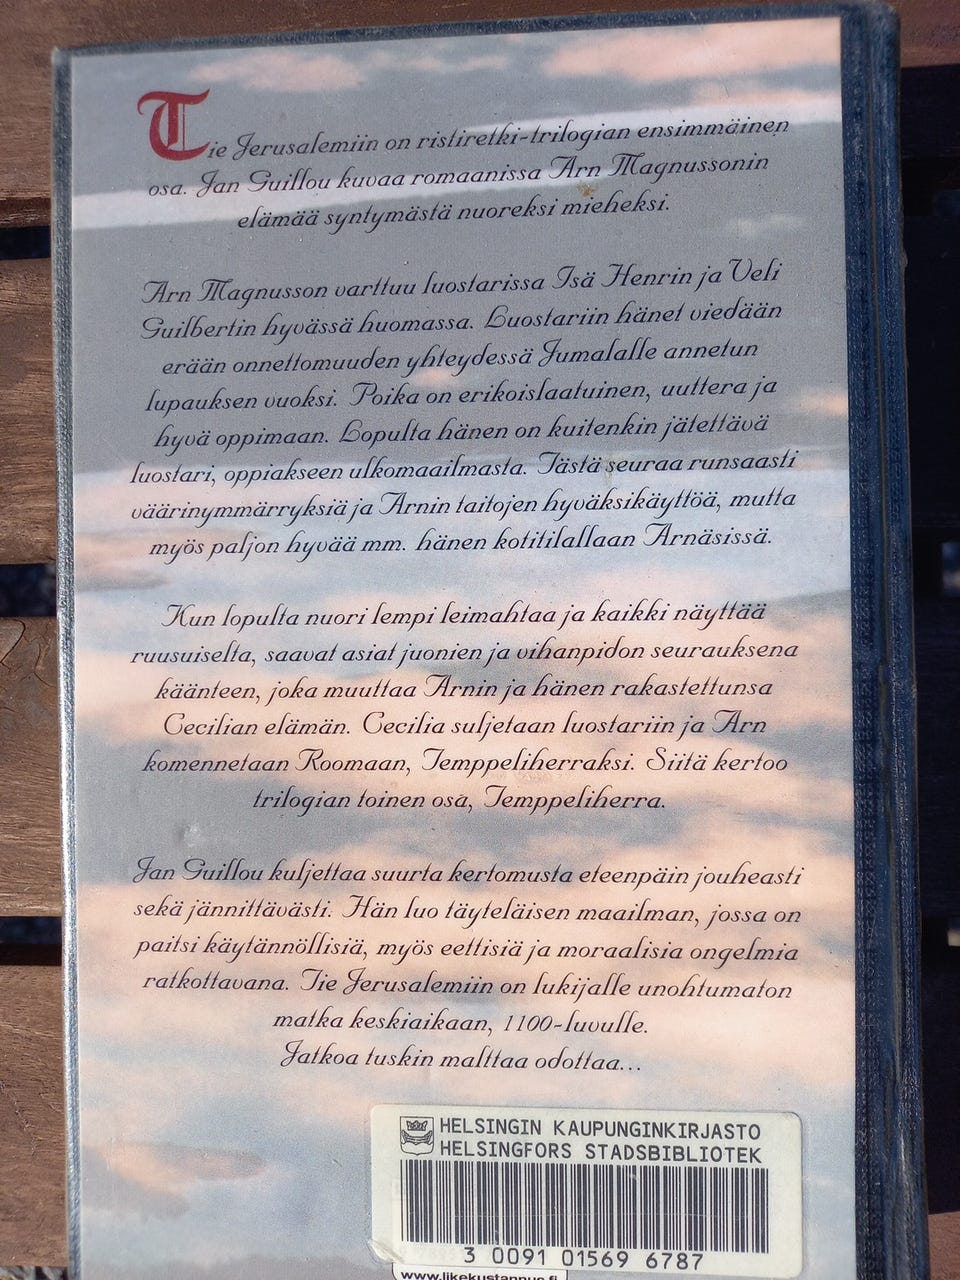 Tie Jerusalemiin on ristiretki-trilogian ensimmäinen
osa. Jan Guillou kuvaa romaanissa Arn Magnussonin
elämää syntymästä nuoreksi mieheksi.
Arn Magnusson varttuu luostarissa Isä Henrin ja Veli
Guilbertin hyvässä huomassa. Luostariin hänet viedään
erään onnettomuuden yhteydessä Jumalalle annetun
lupauksen vuoksi. Poika on erikoislaatuinen, uuttera ja
hyvä oppimaan. Lopulta hänen on kuitenkin jätettävä
luostari, oppiakseen ulkomaailmasta. Tästä seuraa runsaasti
väärinymmärryksiä ja Arnin taitojen hyväksikäyttöä, mutta
myös paljon hyvää mm. hänen kotitilallaan Arnäsissä.
Kun lopulta nuori lempi leimahtaa ja kaikki näyttää
ruusuiselta, saavat asiat juonien ja vihanpidon seurauksena
käänteen, joka muuttaa Arnin ja hänen rakastettunsa
Cecilian elämän. Cecilia suljetaan luostariin ja Arn
komennetaan Roomaan, Temppeliherraksi. Siitä kertoo
trilogian toinen osa, Temppeliherra.
Jan Guillou kuljettaa suurta kertomusta eteenpäin jouheasti
sekä jännittävästi. Hän luo täyteläisen maailman, jossa on
paitsi käytännöllisiä, myös eettisiä ja moraalisia ongelmia
ratkottavana. Tie Jerusalemiin on lukijalle unohtumaton
matka keskiaikaan, 1100-luvulle.
Jatkoa tuskin malttaa odottaa...
HELSINGIN KAUPUNGINKIRJASTO
HELSINGFORS STADSBIBLIOTEK
3 0091 01569 6787
www.likekustannus.fi